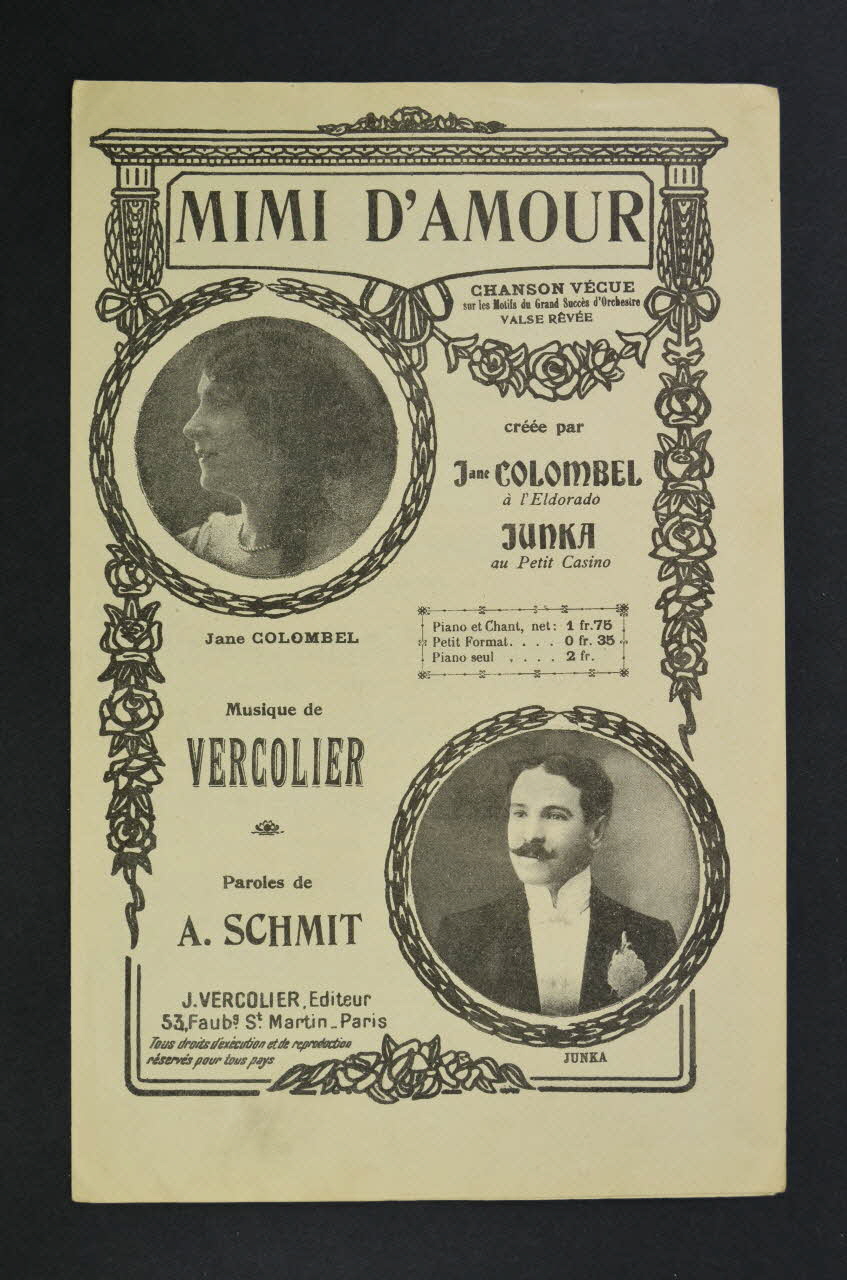 MIMI D'AMOUR
CHANSON VÉCUE
sur les Motifs du Grand Succès d'Orchestre
VALSE RÊVÉE
créée par
Jane COLOMBEL
à l'Eldorado
JUNKA
au Petit Casino
Jane COLOMBEL
Piano et Chant, net: 1 fr.75
Petit Format. . . . 0 fr. 35
Piano seul . . . . 2 fr.
Musique de
VERCOLIER
Paroles de
A. SCHMIT
J. VERCOLIER, Editeur
53, Faubg St Martin_Paris
Tous droits d'exécution et de reproduction
réservés pour tous pays
JUNKA